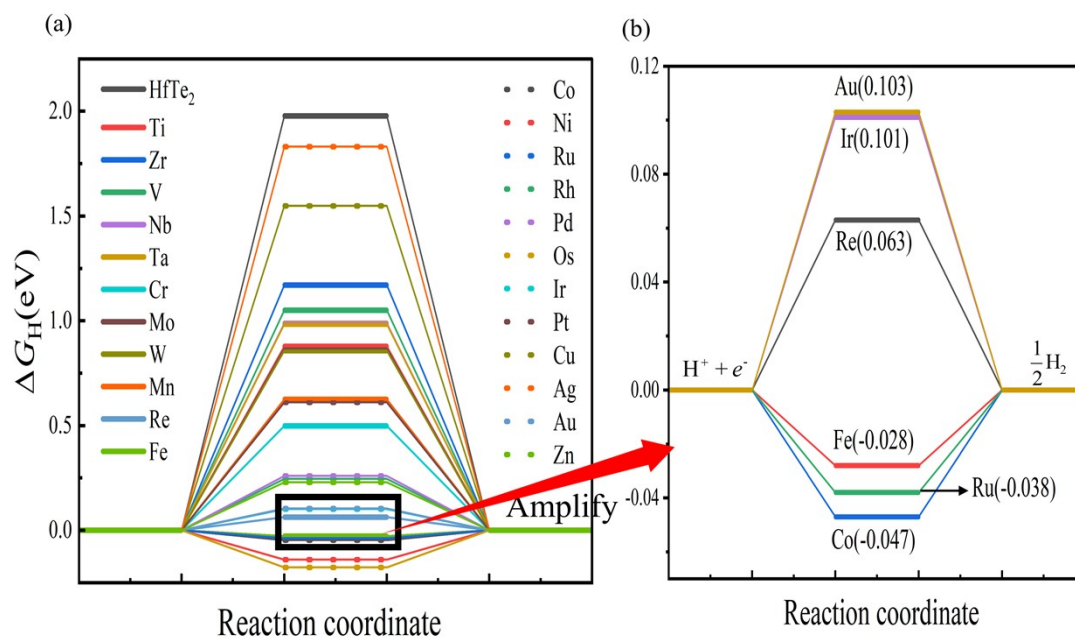 (a)
ΔG_H(eV)
2.0
1.5
1.0
0.5
0.0
HfTe₂
Ti
Zr
V
Nb
Ta
Cr
Mo
W
Mn
Re
Fe
Co
Ni
Ru
Rh
Pd
Os
Ir
Pt
Cu
Ag
Au
Zn
Amplify
Reaction coordinate
(b)
0.12
0.08
0.04
0.00
-0.04
Au(0.103)
Ir(0.101)
Re(0.063)
H⁺ + e⁻
½H₂
Fe(-0.028)
Ru(-0.038)
Co(-0.047)
Reaction coordinate